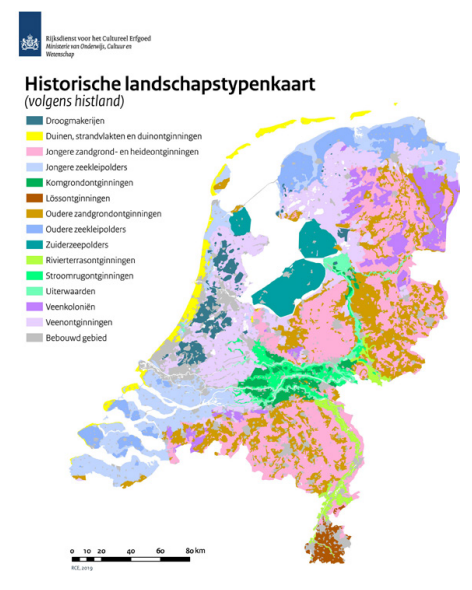 Rijksdienst voor het Cultureel Erfgoed
Ministerie van Onderwijs, Cultuur en
Wetenschap
Historische landschapstypenkaart
(volgens histland)
Droogmakerijen
Duinen, strandvlakten en duinontginningen
Jongere zandgrond- en heideontginningen
Jongere zeekleipolders
Komgrondontginningen
Lössontginningen
Oudere zandgrondontginningen
Oudere zeekleipolders
Zuiderzeepolders
Rivierterrasontginningen
Stroomrugontginningen
Uiterwaarden
Veenkoloniën
Veenontginningen
Bebouwd gebied
0 10 20 40 60 80 km
RCE, 2019